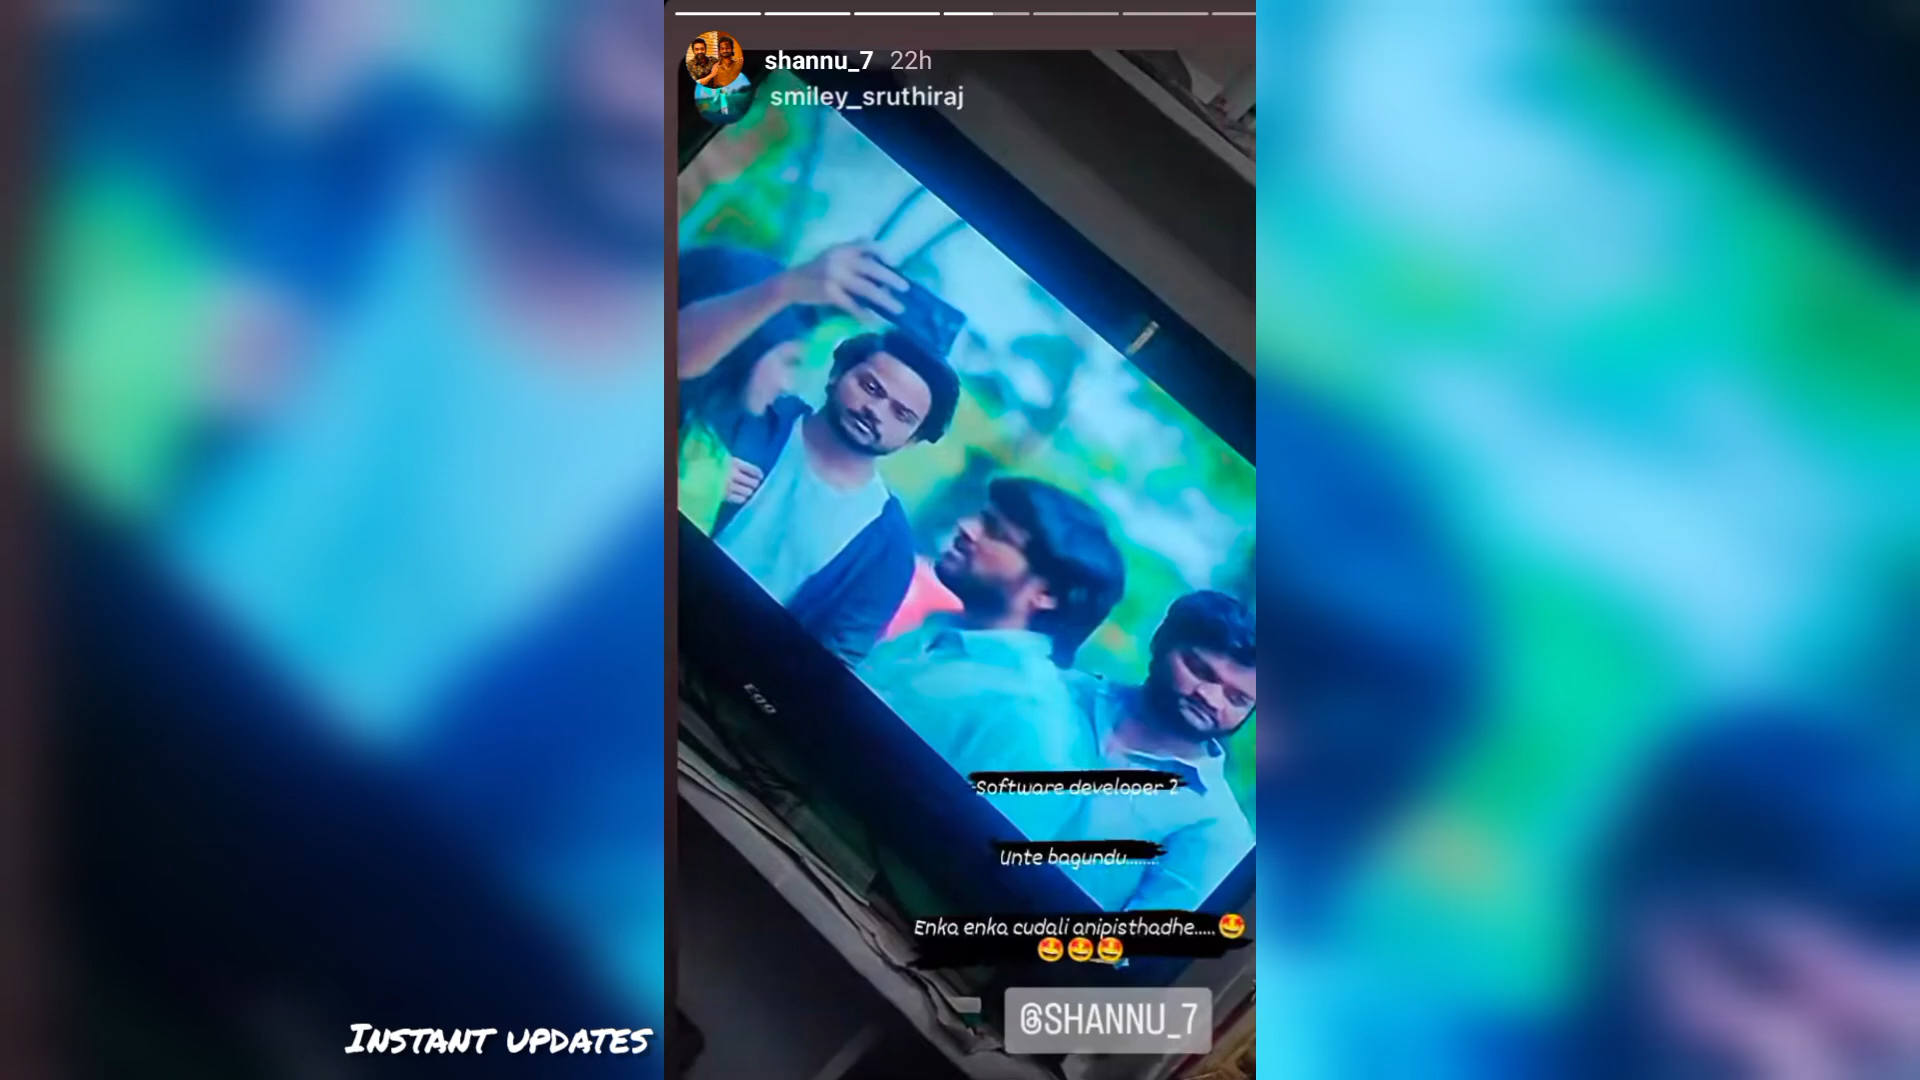 shannu_7 22h
smiley_sruthiraj
Software developer 2
Unte bagundu.......
Enka enka cudali anipisthadhe.....🤩
🤩🤩🤩
@SHANNU_7
INSTANT UPDATES